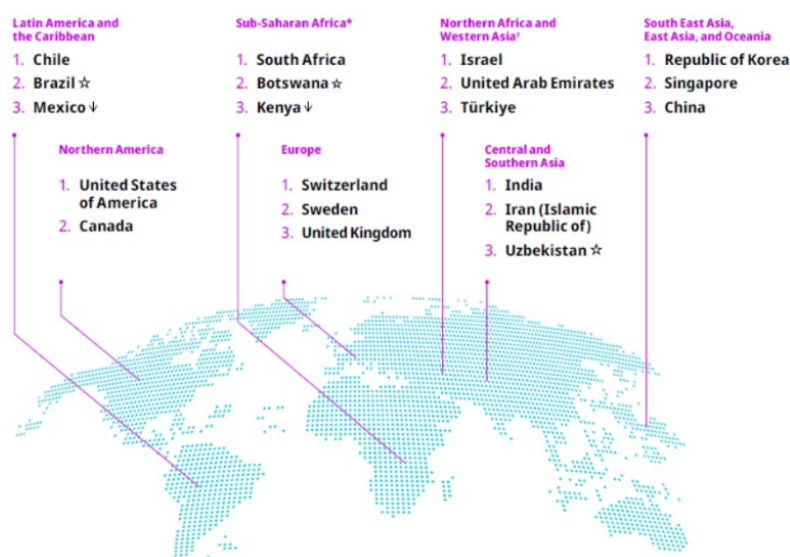 Latin America and
the Caribbean
1. Chile
2. Brazil ☆
3. Mexico ↓
Sub-Saharan Africa*
1. South Africa
2. Botswana ☆
3. Kenya ↓
Northern Africa and
Western Asia†
1. Israel
2. United Arab Emirates
3. Türkiye
South East Asia,
East Asia, and Oceania
1. Republic of Korea
2. Singapore
3. China
Northern America
1. United States
of America
2. Canada
Europe
1. Switzerland
2. Sweden
3. United Kingdom
Central and
Southern Asia
1. India
2. Iran (Islamic
Republic of)
3. Uzbekistan ☆